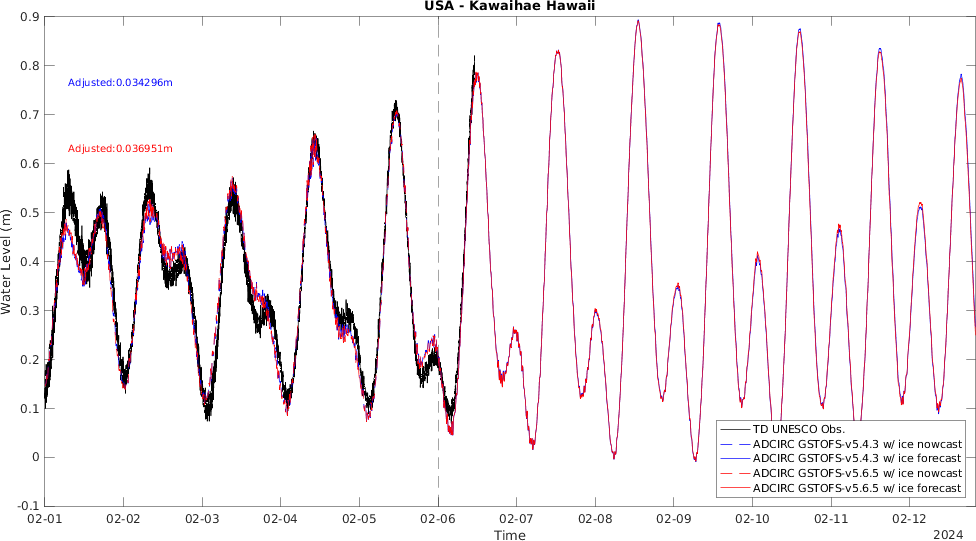 USA - Kawaihae Hawaii
0.9
0.8
0.7
0.6
0.5
0.4
0.3
0.2
0.1
0
-0.1
Water Level (m)
Adjusted:0.034296m
Adjusted:0.036951m
TD UNESCO Obs.
ADCIRC GSTOFS-v5.4.3 w/ ice nowcast
ADCIRC GSTOFS-v5.4.3 w/ ice forecast
ADCIRC GSTOFS-v5.6.5 w/ ice nowcast
ADCIRC GSTOFS-v5.6.5 w/ ice forecast
02-01 02-02 02-03 02-04 02-05 02-06 02-07 02-08 02-09 02-10 02-11 02-12
Time
2024